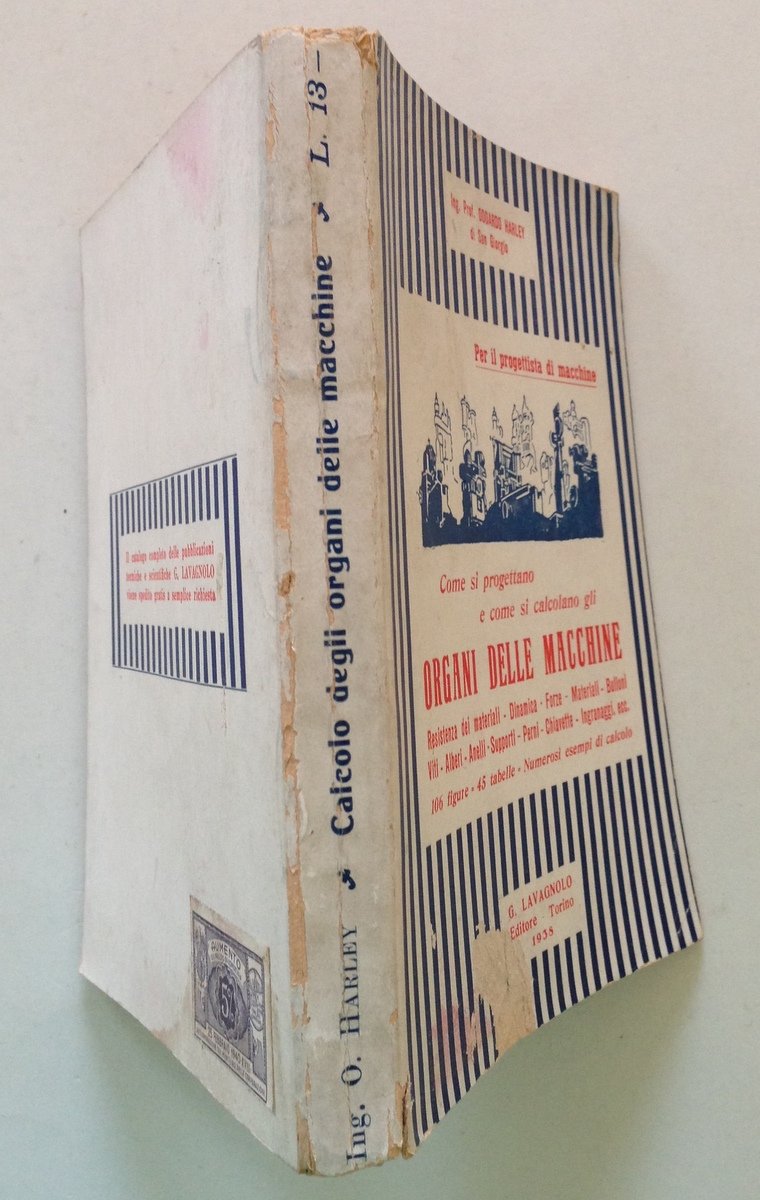 Ing. Prof. ODOARDO HARLEY
di San Giorgio
Per il progettista di macchine
Come si progettano
e come si calcolano gli
ORGANI DELLE MACCHINE
Resistenza dei materiali - Dinamica - Forze - Materiali - Bulloni
Viti - Alberi - Anelli - Supporti - Perni - Chiavette - Ingranaggi, ecc.
106 figure - 45 tabelle - Numerosi esempi di calcolo
G. LAVAGNOLO
Editore - Torino
1938
Ing. O. HARLEY Calcolo degli organi delle macchine L. 13 -
Il catalogo completo delle pubblicazioni
tecniche e scientifiche G. LAVAGNOLO
viene spedito gratis a semplice richiesta
AUMENTO
5%